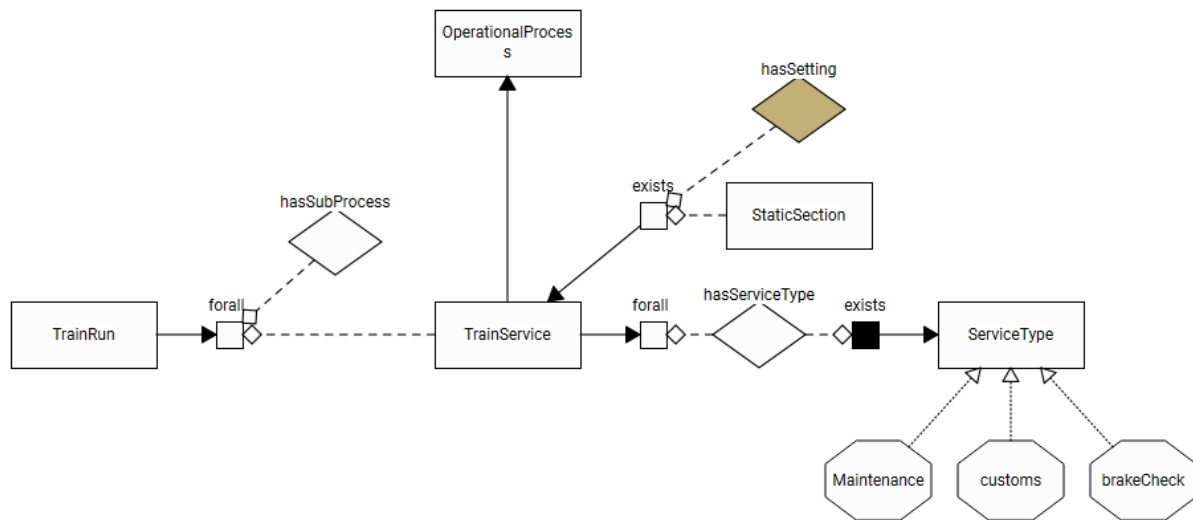 OperationalProces
s
hasSetting
exists
StaticSection
hasSubProcess
forall
TrainRun
TrainService
forall
hasServiceType
exists
ServiceType
Maintenance
customs
brakeCheck